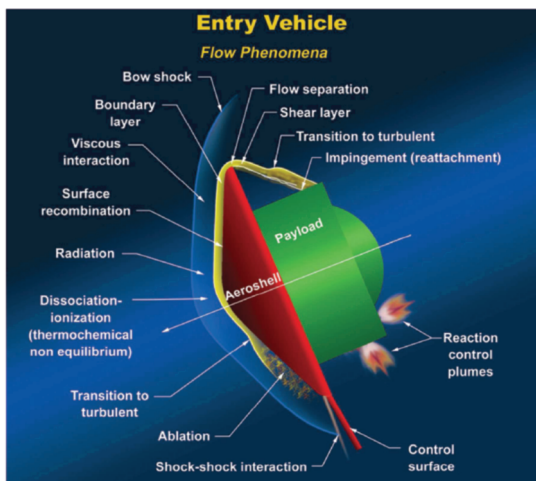 Entry Vehicle
Flow Phenomena
Bow shock
Flow separation
Boundary
layer
Shear layer
Transition to turbulent
Viscous
interaction
Impingement (reattachment)
Surface
recombination
Payload
Radiation
Aeroshell
Dissociation-
ionization
(thermochemical
non equilibrium)
Reaction
control
plumes
Transition to
turbulent
Ablation
Control
surface
Shock-shock interaction